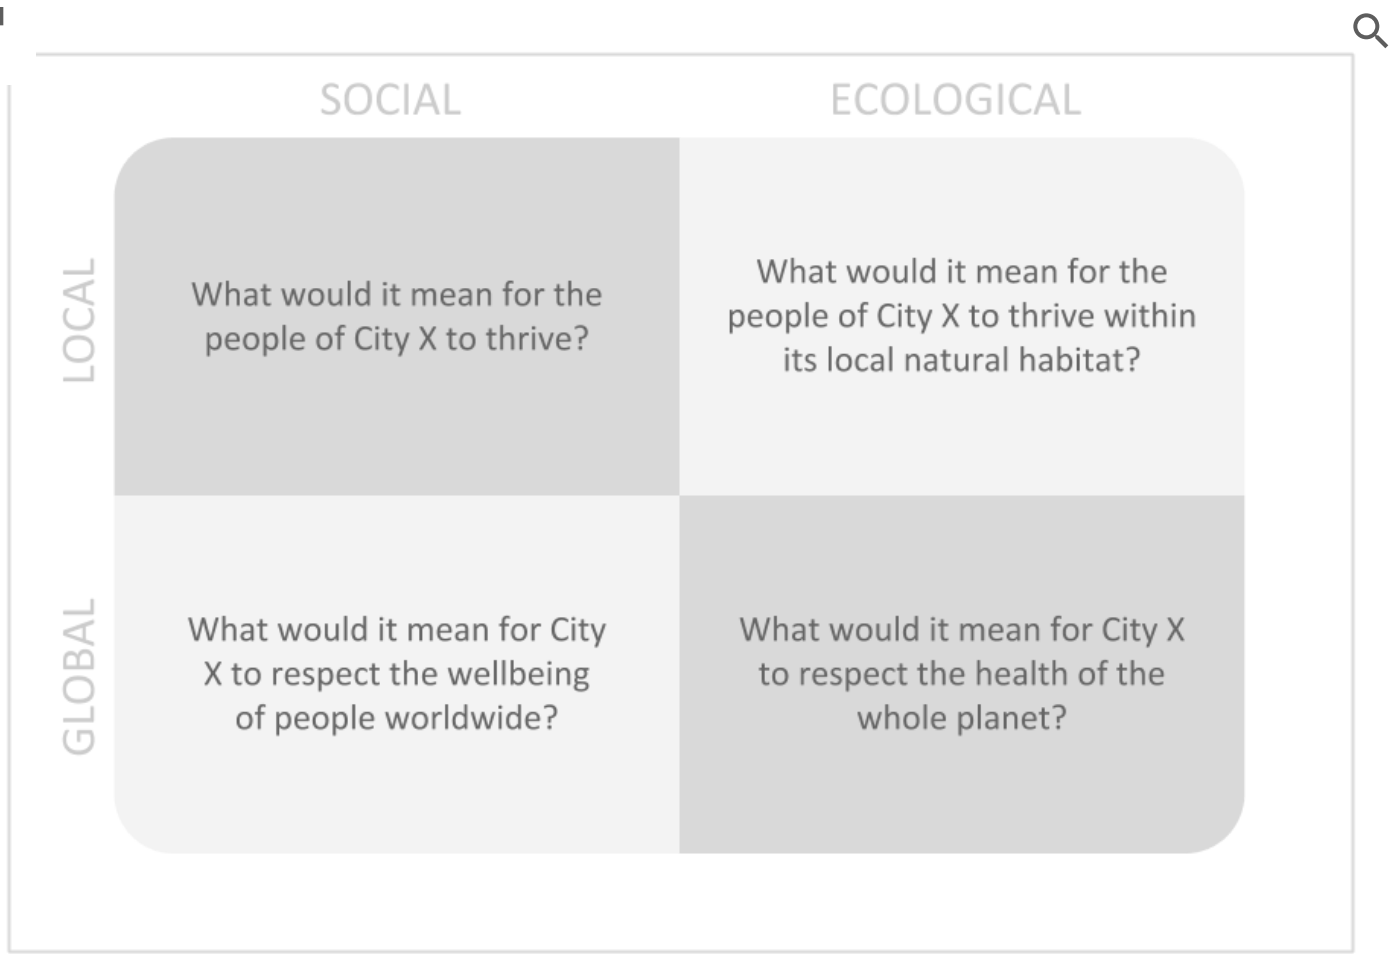 SOCIAL
ECOLOGICAL
LOCAL
What would it mean for the
people of City X to thrive?
What would it mean for the
people of City X to thrive within
its local natural habitat?
GLOBAL
What would it mean for City
X to respect the wellbeing
of people worldwide?
What would it mean for City X
to respect the health of the
whole planet?